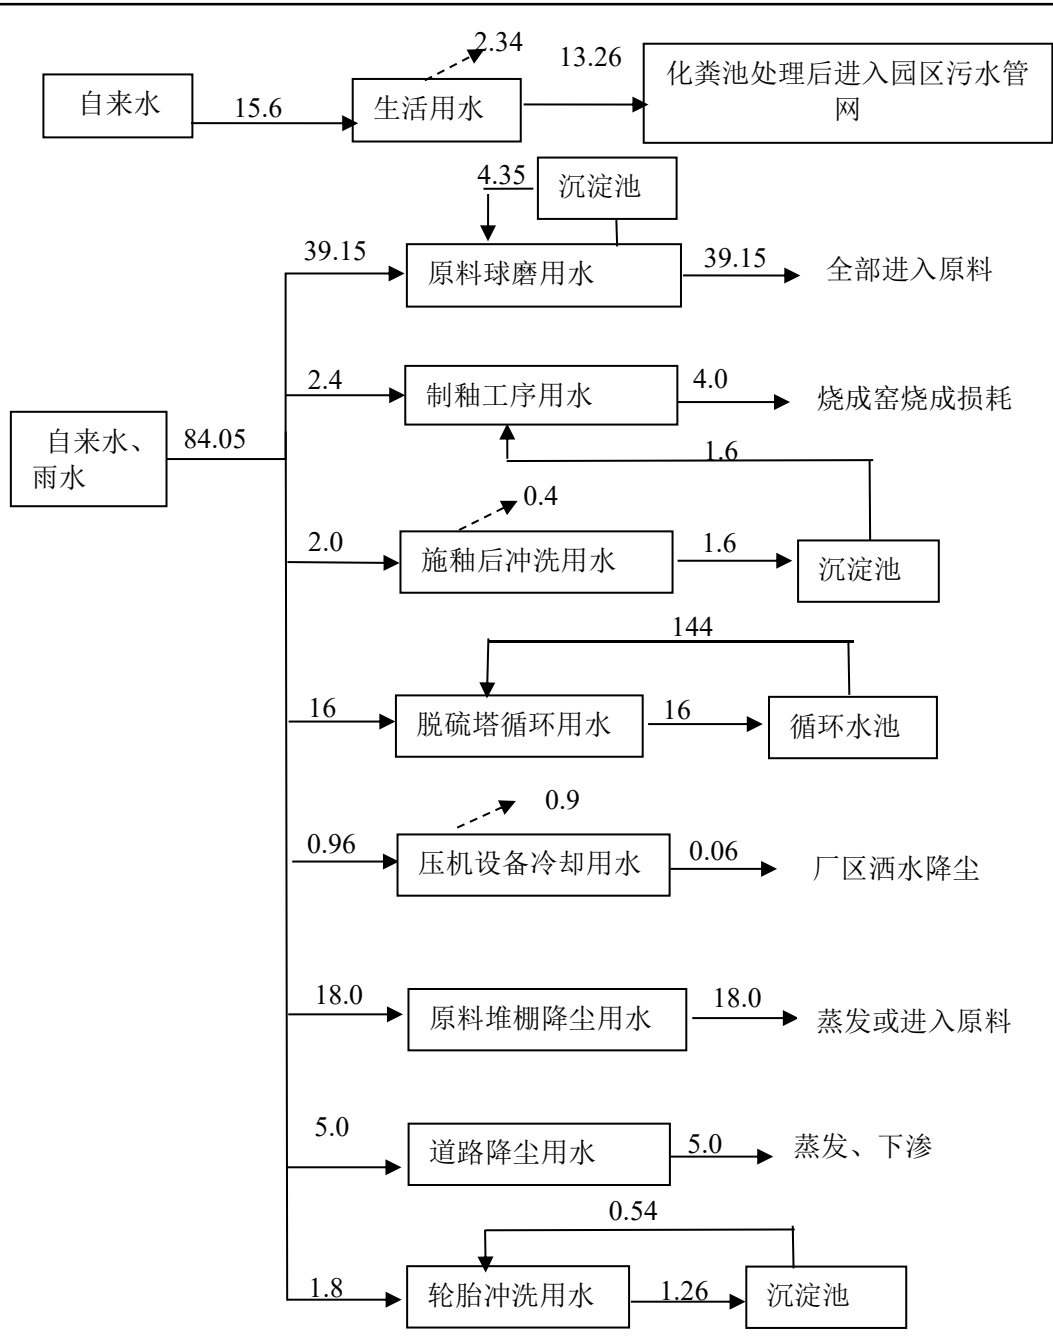 2.34
13.26
化粪池处理后进入园区污水管
网
自来水
15.6
生活用水
4.35
沉淀池
39.15
原料球磨用水
39.15
全部进入原料
2.4
制釉工序用水
4.0
烧成窑烧成损耗
自来水、
雨水
84.05
1.6
0.4
2.0
施釉后冲洗用水
1.6
沉淀池
144
16
脱硫塔循环用水
16
循环水池
0.9
0.96
压机设备冷却用水
0.06
厂区洒水降尘
18.0
原料堆棚降尘用水
18.0
蒸发或进入原料
5.0
道路降尘用水
5.0
蒸发、下渗
0.54
1.8
轮胎冲洗用水
1.26
沉淀池